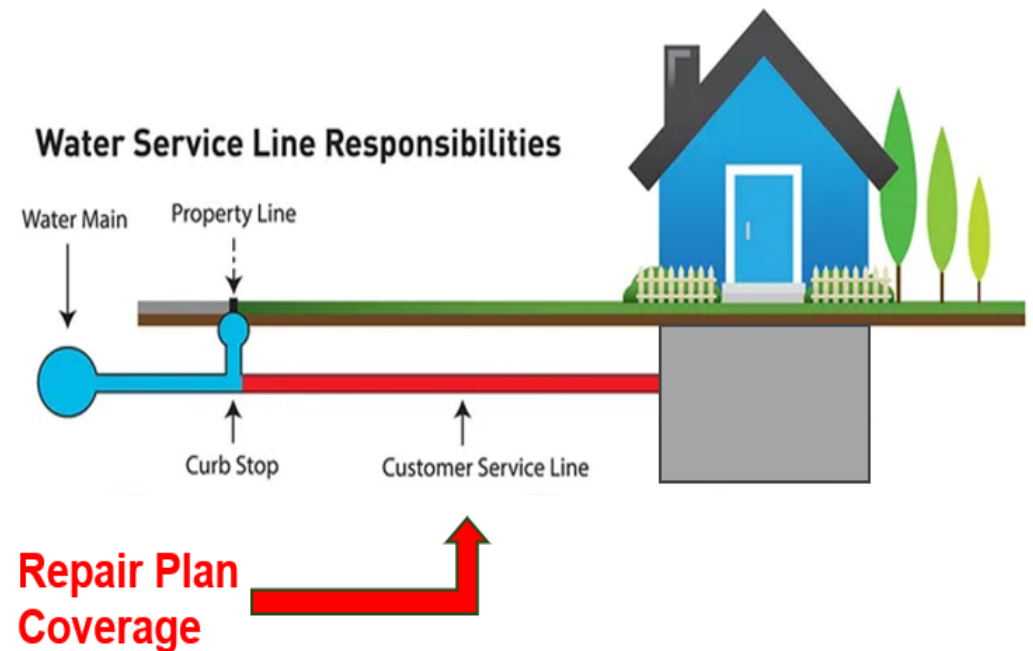 Water Service Line Responsibilities
Water Main
Property Line
Curb Stop
Customer Service Line
Repair Plan
Coverage